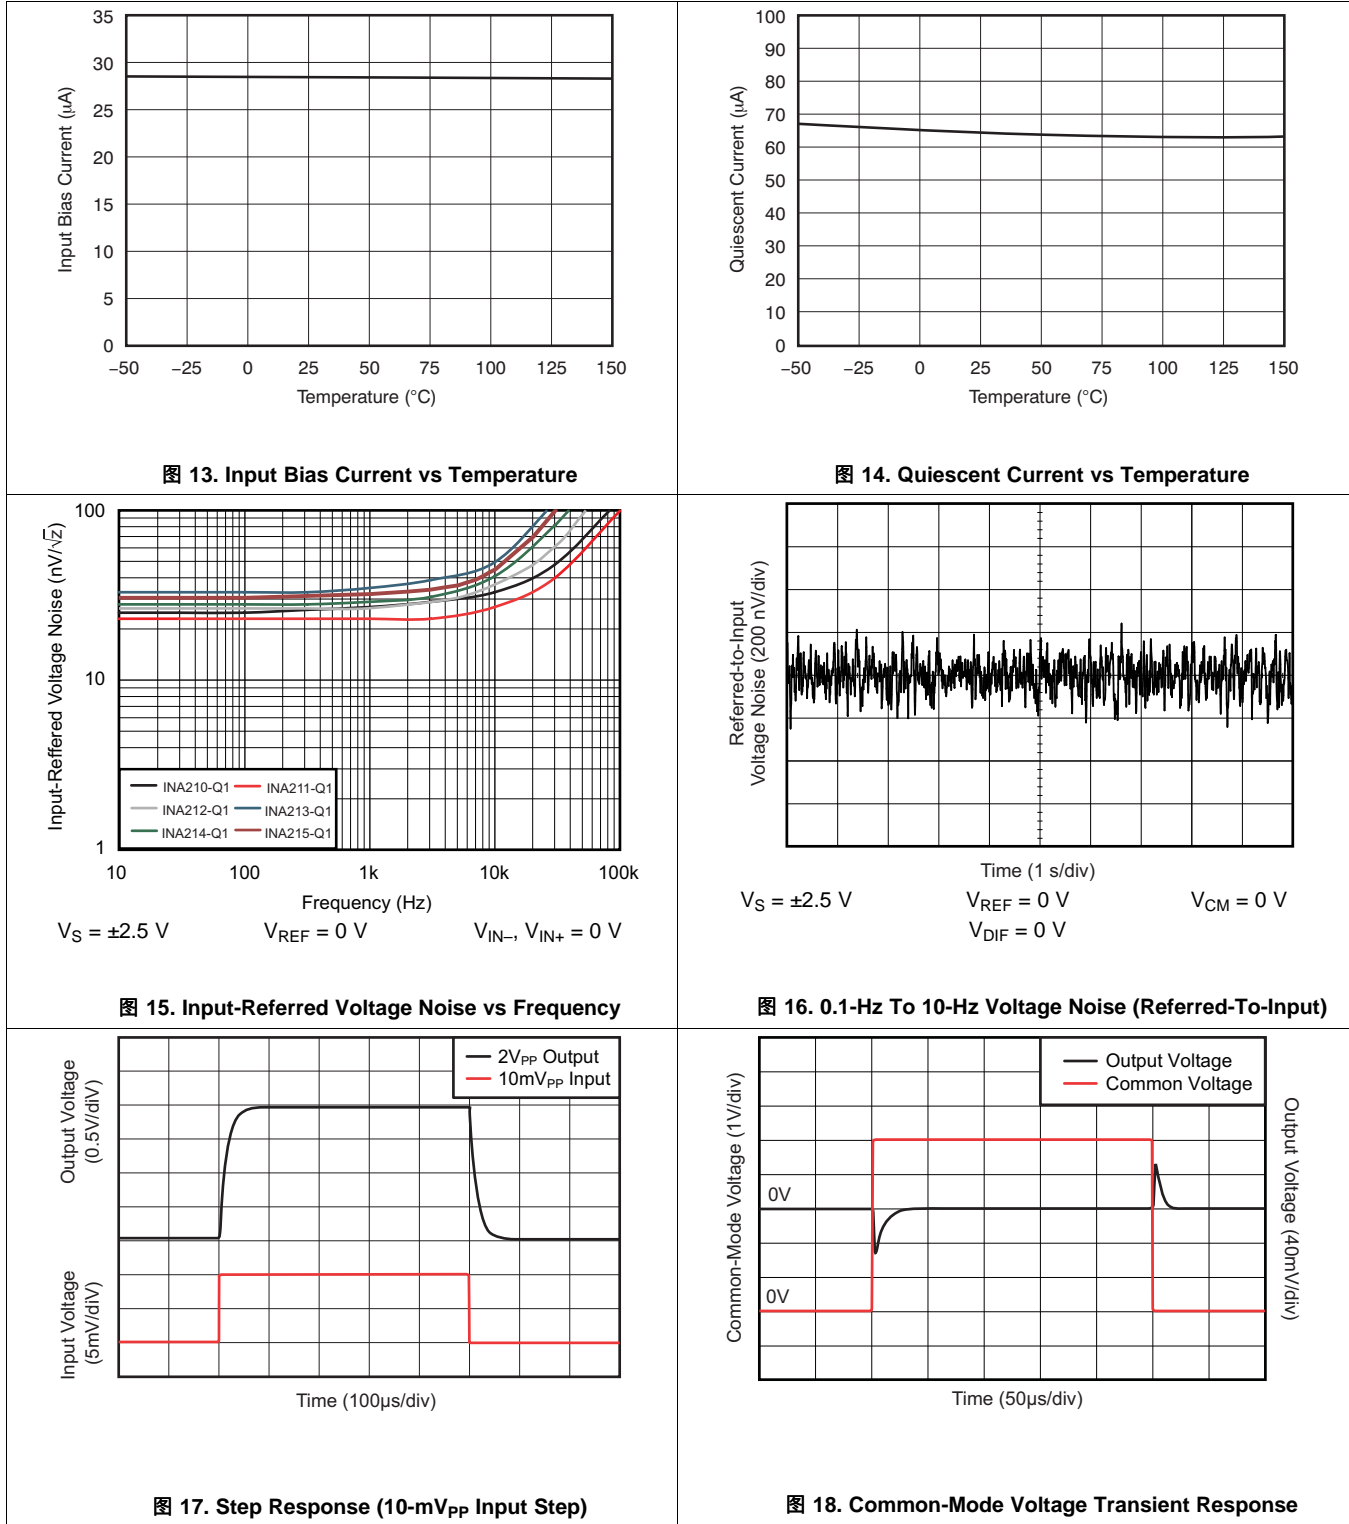 35
30
25
20
15
10
5
0
Input Bias Current (µA)
−50 −25 0 25 50 75 100 125 150
Temperature (°C)
图 13. Input Bias Current vs Temperature
100
90
80
70
60
50
40
30
20
10
0
Quiescent Current (µA)
−50 −25 0 25 50 75 100 125 150
Temperature (°C)
图 14. Quiescent Current vs Temperature
100
10
1
Input-Reffered Voltage Noise (nV/√z)
INA210-Q1 INA211-Q1
INA212-Q1 INA213-Q1
INA214-Q1 INA215-Q1
10 100 1k 10k 100k
Frequency (Hz)
VS = ±2.5 V VREF = 0 V VIN–, VIN+ = 0 V
图 15. Input-Referred Voltage Noise vs Frequency
Referred-to-Input
Voltage Noise (200 nV/div)
Time (1 s/div)
VS = ±2.5 V VREF = 0 V VCM = 0 V
VDIF = 0 V
图 16. 0.1-Hz To 10-Hz Voltage Noise (Referred-To-Input)
2VPP Output
10mVPP Input
Output Voltage
(0.5V/diV)
Input Voltage
(5mV/diV)
Time (100µs/div)
图 17. Step Response (10-mVPP Input Step)
Output Voltage
Common Voltage
Common-Mode Voltage (1V/div)
0V
0V
Output Voltage (40mV/div)
Time (50µs/div)
图 18. Common-Mode Voltage Transient Response